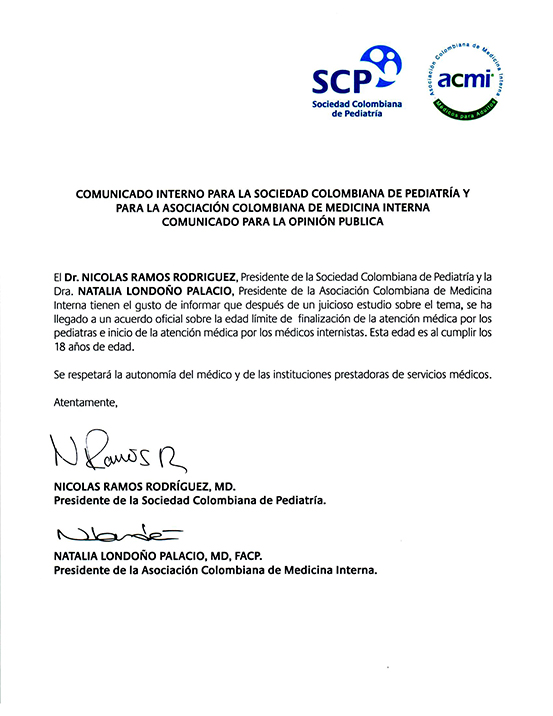 SCP
Sociedad Colombiana
de Pediatría
Asociación Colombiana de Medicina Interna
acmi
Médicos para Adultos
COMUNICADO INTERNO PARA LA SOCIEDAD COLOMBIANA DE PEDIATRÍA Y
PARA LA ASOCIACIÓN COLOMBIANA DE MEDICINA INTERNA
COMUNICADO PARA LA OPINIÓN PUBLICA
El Dr. NICOLAS RAMOS RODRIGUEZ, Presidente de la Sociedad Colombiana de Pediatría y la
Dra. NATALIA LONDOÑO PALACIO, Presidente de la Asociación Colombiana de Medicina
Interna tienen el gusto de informar que después de un juicioso estudio sobre el tema, se ha
llegado a un acuerdo oficial sobre la edad límite de finalización de la atención médica por los
pediatras e inicio de la atención médica por los médicos internistas. Esta edad es al cumplir los
18 años de edad.
Se respetará la autonomía del médico y de las instituciones prestadoras de servicios médicos.
Atentamente,
N Ramos R
NICOLAS RAMOS RODRÍGUEZ, MD.
Presidente de la Sociedad Colombiana de Pediatría.
NATALIA LONDOÑO PALACIO, MD, FACP.
Presidente de la Asociación Colombiana de Medicina Interna.